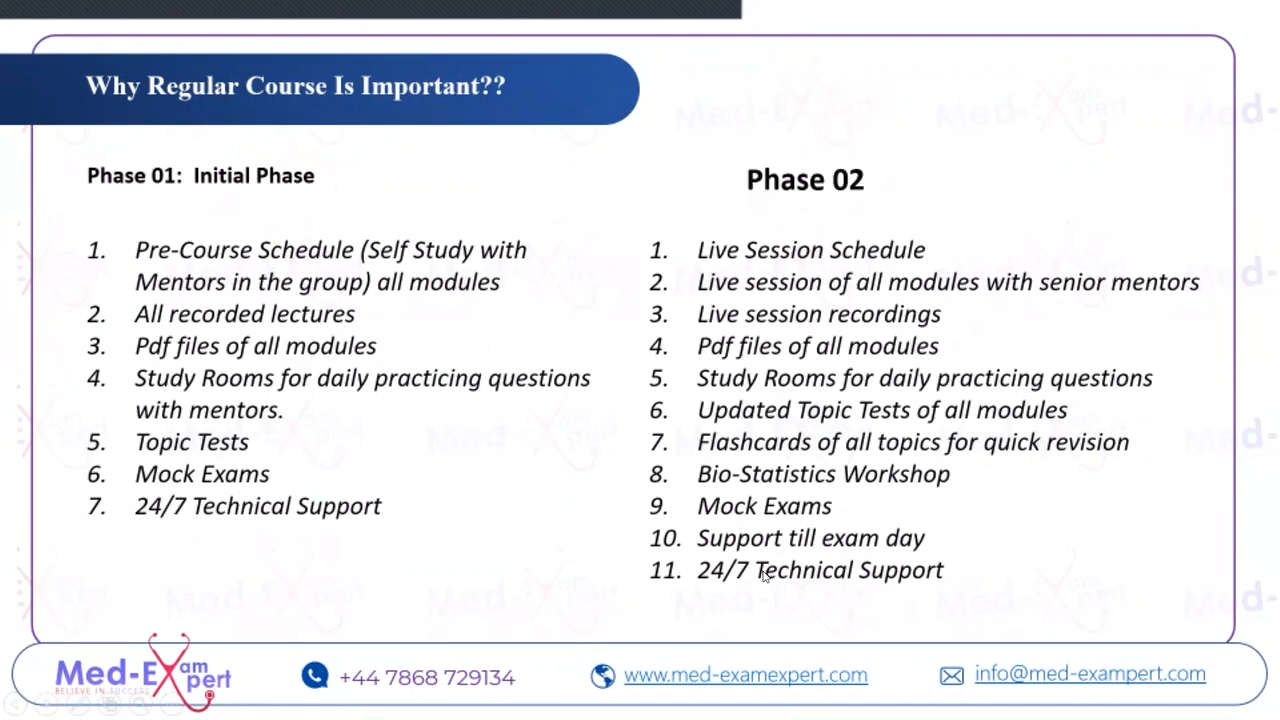 Why Regular Course Is Important??
Phase 01:  Initial Phase
1. Pre-Course Schedule (Self Study with
Mentors in the group) all modules
2. All recorded lectures
3. Pdf files of all modules
4. Study Rooms for daily practicing questions
with mentors.
5. Topic Tests
6. Mock Exams
7. 24/7 Technical Support
Phase 02
1. Live Session Schedule
2. Live session of all modules with senior mentors
3. Live session recordings
4. Pdf files of all modules
5. Study Rooms for daily practicing questions
6. Updated Topic Tests of all modules
7. Flashcards of all topics for quick revision
8. Bio-Statistics Workshop
9. Mock Exams
10. Support till exam day
11. 24/7 Technical Support
Med-Exam Xpert
BELIEVE IN SUCCESS
+44 7868 729134
www.med-examexpert.com
info@med-exampert.com